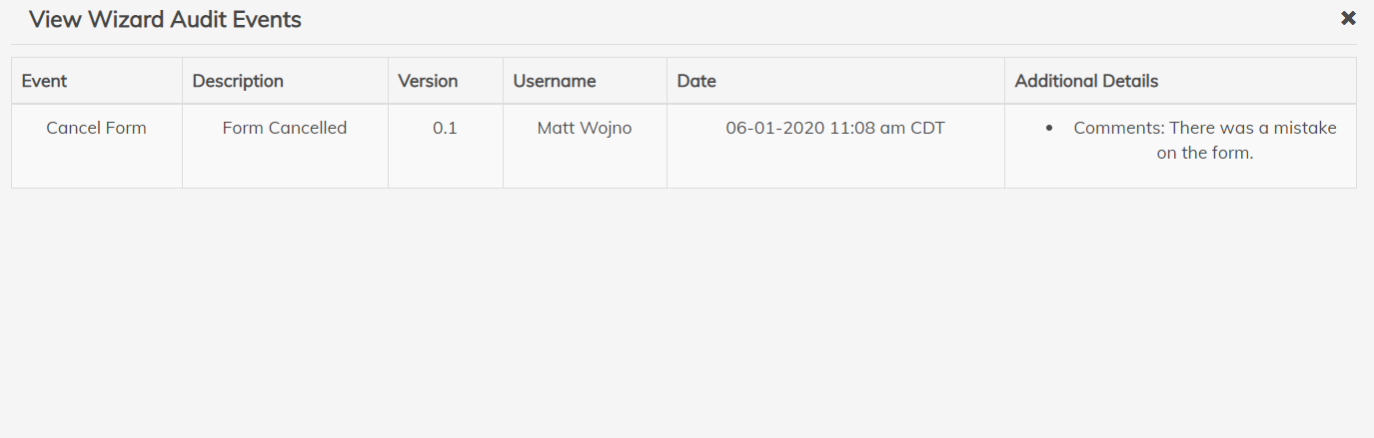 View Wizard Audit Events
Event Description Version Username Date Additional Details
Cancel Form Form Cancelled 0.1 Matt Wojno 06-01-2020 11:08 am CDT • Comments: There was a mistake
on the form.